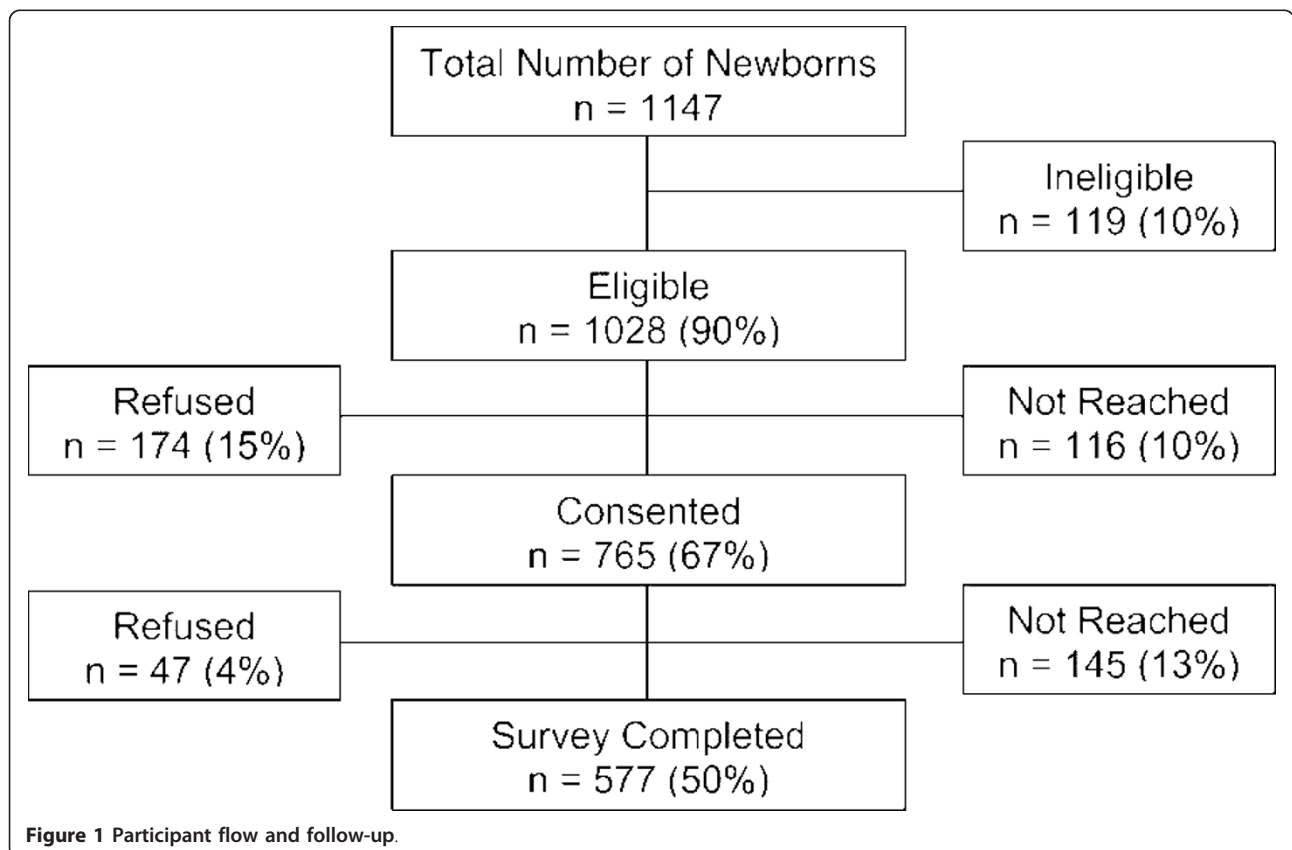 Total Number of Newborns
n = 1147
Ineligible
n = 119 (10%)
Eligible
n = 1028 (90%)
Refused
n = 174 (15%)
Not Reached
n = 116 (10%)
Consented
n = 765 (67%)
Refused
n = 47 (4%)
Not Reached
n = 145 (13%)
Survey Completed
n = 577 (50%)
Figure 1 Participant flow and follow-up.